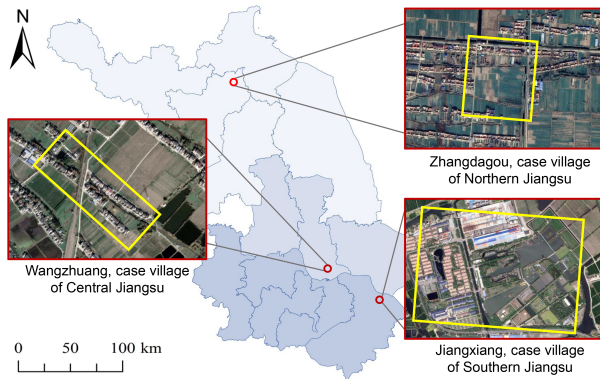 N
Zhangdagou, case village
of Northern Jiangsu
Wangzhuang, case village
of Central Jiangsu
Jiangxiang, case village
of Southern Jiangsu
0 50 100 km